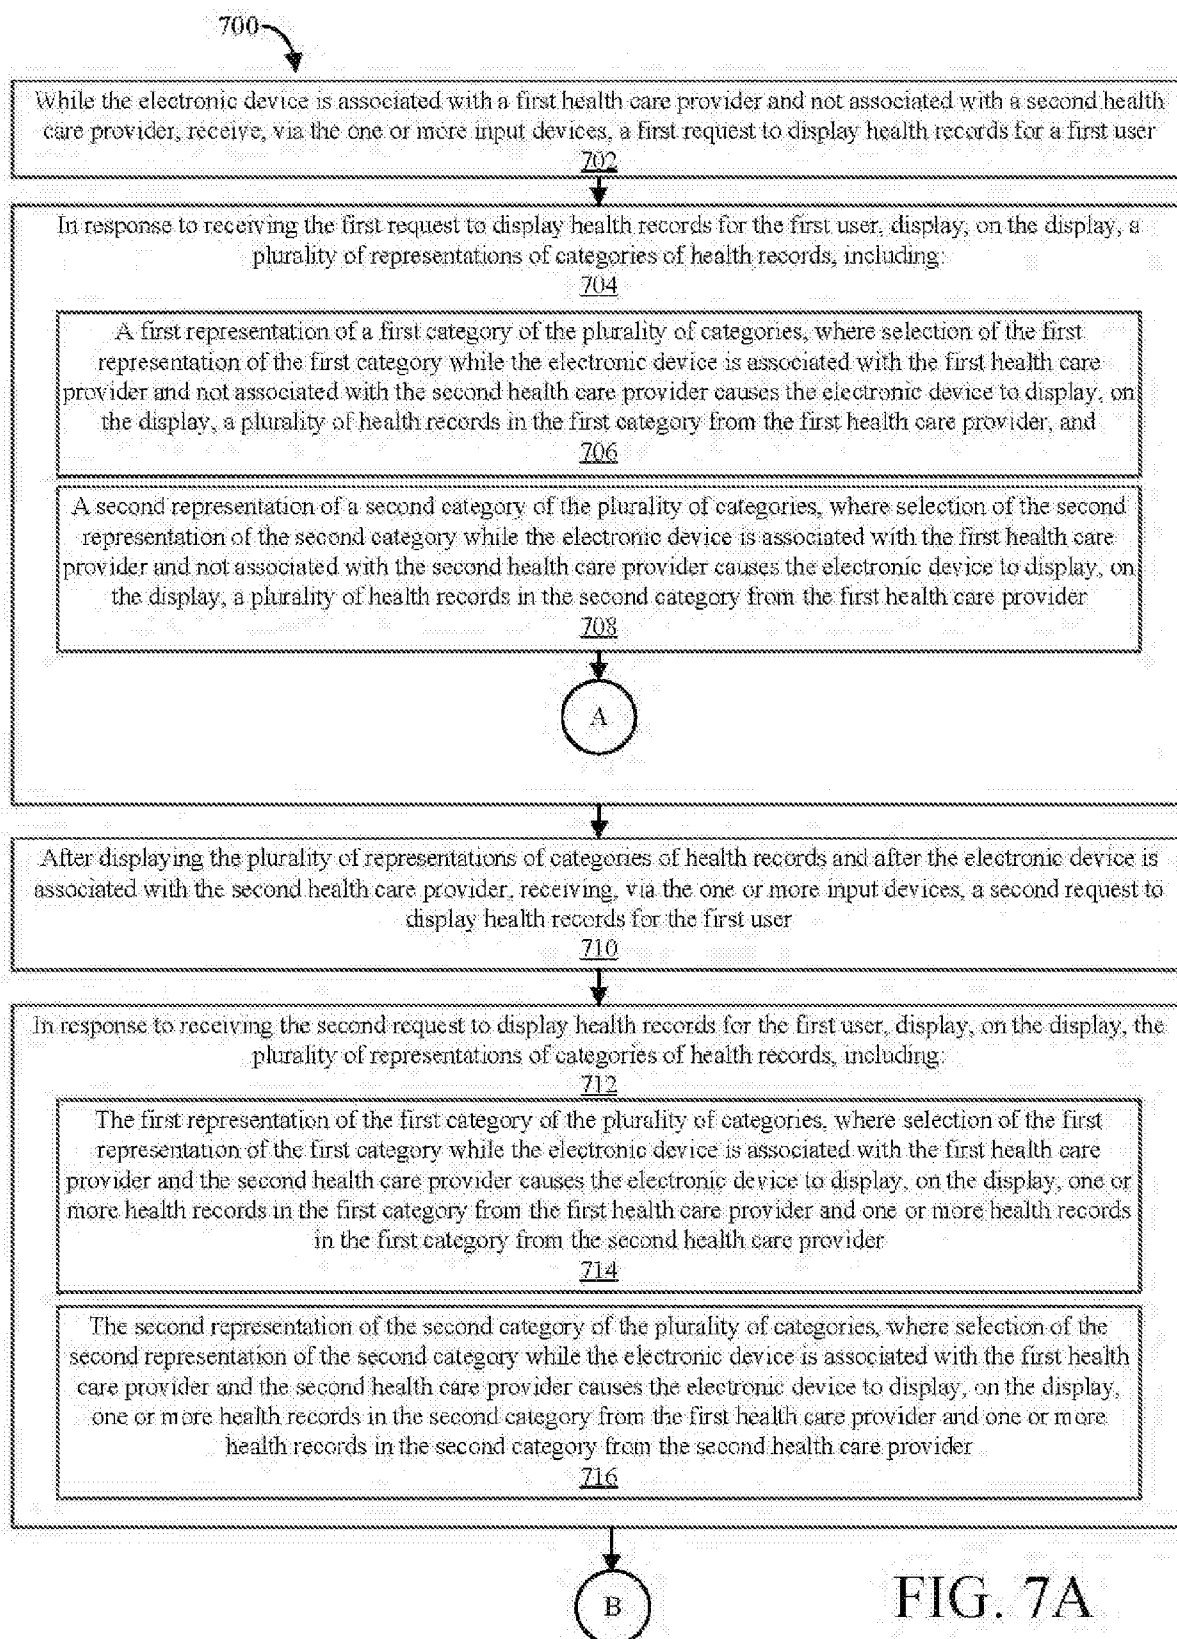 700
While the electronic device is associated with a first health care provider and not associated with a second health
care provider, receive, via the one or more input devices, a first request to display health records for a first user
702
In response to receiving the first request to display health records for the first user, display, on the display, a
plurality of representations of categories of health records, including:
704
A first representation of a first category of the plurality of categories, where selection of the first
representation of the first category while the electronic device is associated with the first health care
provider and not associated with the second health care provider causes the electronic device to display, on
the display, a plurality of health records in the first category from the first health care provider, and
706
A second representation of a second category of the plurality of categories, where selection of the second
representation of the second category while the electronic device is associated with the first health care
provider and not associated with the second health care provider causes the electronic device to display, on
the display, a plurality of health records in the second category from the first health care provider
708
A
After displaying the plurality of representations of categories of health records and after the electronic device is
associated with the second health care provider, receiving, via the one or more input devices, a second request to
display health records for the first user
710
In response to receiving the second request to display health records for the first user, display, on the display, the
plurality of representations of categories of health records, including:
712
The first representation of the first category of the plurality of categories, where selection of the first
representation of the first category while the electronic device is associated with the first health care
provider and the second health care provider causes the electronic device to display, on the display, one or
more health records in the first category from the first health care provider and one or more health records
in the first category from the second health care provider
714
The second representation of the second category of the plurality of categories, where selection of the
second representation of the second category while the electronic device is associated with the first health
care provider and the second health care provider causes the electronic device to display, on the display,
one or more health records in the second category from the first health care provider and one or more
health records in the second category from the second health care provider
716
B
FIG. 7A